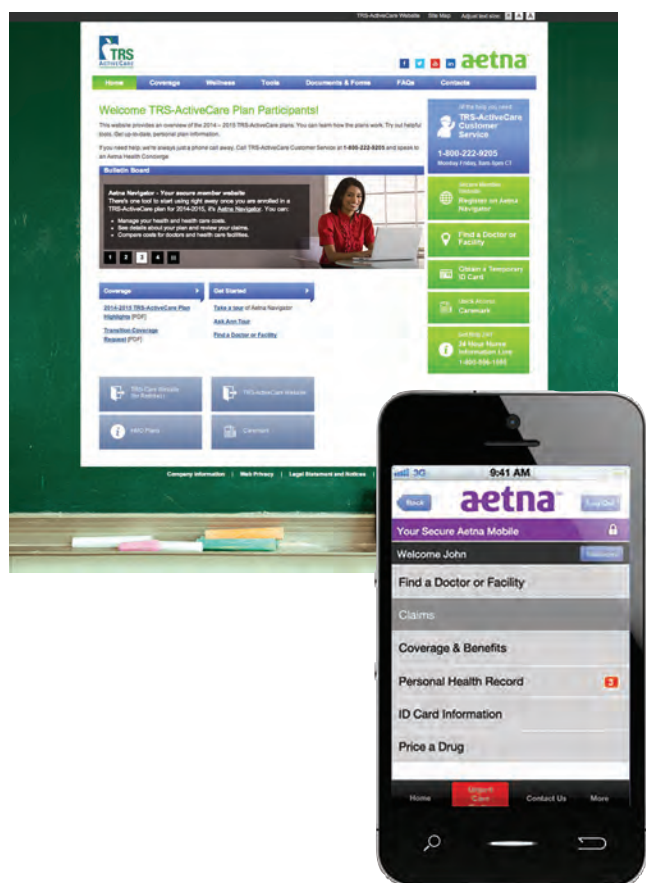 TRS-ActiveCare Website Site Map Adjust text size: A A A
TRS
ACTIVECARE
aetna
Home Coverage Wellness Tools Documents & Forms FAQs Contacts
Welcome TRS-ActiveCare Plan Participants!
This website provides an overview of the 2014 – 2015 TRS-ActiveCare plans. You can learn how the plans work. Try out helpful
tools. Get up-to-date, personal plan information.
If you need help we're always just a phone call away. Call TRS-ActiveCare Customer Service at 1-800-222-9205 and speak to
an Aetna Health Concierge.
Bulletin Board
Aetna Navigator - Your secure member website
There's one tool to start using right away once you are enrolled in a
TRS-ActiveCare plan for 2014-2015, it's Aetna Navigator. You can:
• Manage your health and health care costs.
• See details about your plan and review your claims.
• Compare costs for doctors and health care facilities.
1 2 3 4
All the help you need
TRS-ActiveCare
Customer
Service
1-800-222-9205
Monday-Friday, 8am-6pm CT
Secure Member
Website
Register on Aetna
Navigator
Find a Doctor or
Facility
Obtain a Temporary
ID Card
Caremark
24 Hour Nurse
Information Line
Coverage
2014-2015 TRS-ActiveCare Plan
Highlights [PDF]
Transition Coverage
Request [PDF]
Get Started
Take a tour of Aetna Navigator
Ask Ann Tour
Find a Doctor or Facility
TRS-Care Website
TRS-ActiveCare Website
HMO Plans
Caremark
Company Information | Web Privacy | Legal Statement and Notices |
3G 9:41 AM
Back
aetna
Log Out
Your Secure Aetna Mobile
Welcome John
Find a Doctor or Facility
Claims
Coverage & Benefits
Personal Health Record 3
ID Card Information
Price a Drug
Home
Urgent
Care
Contact Us
More